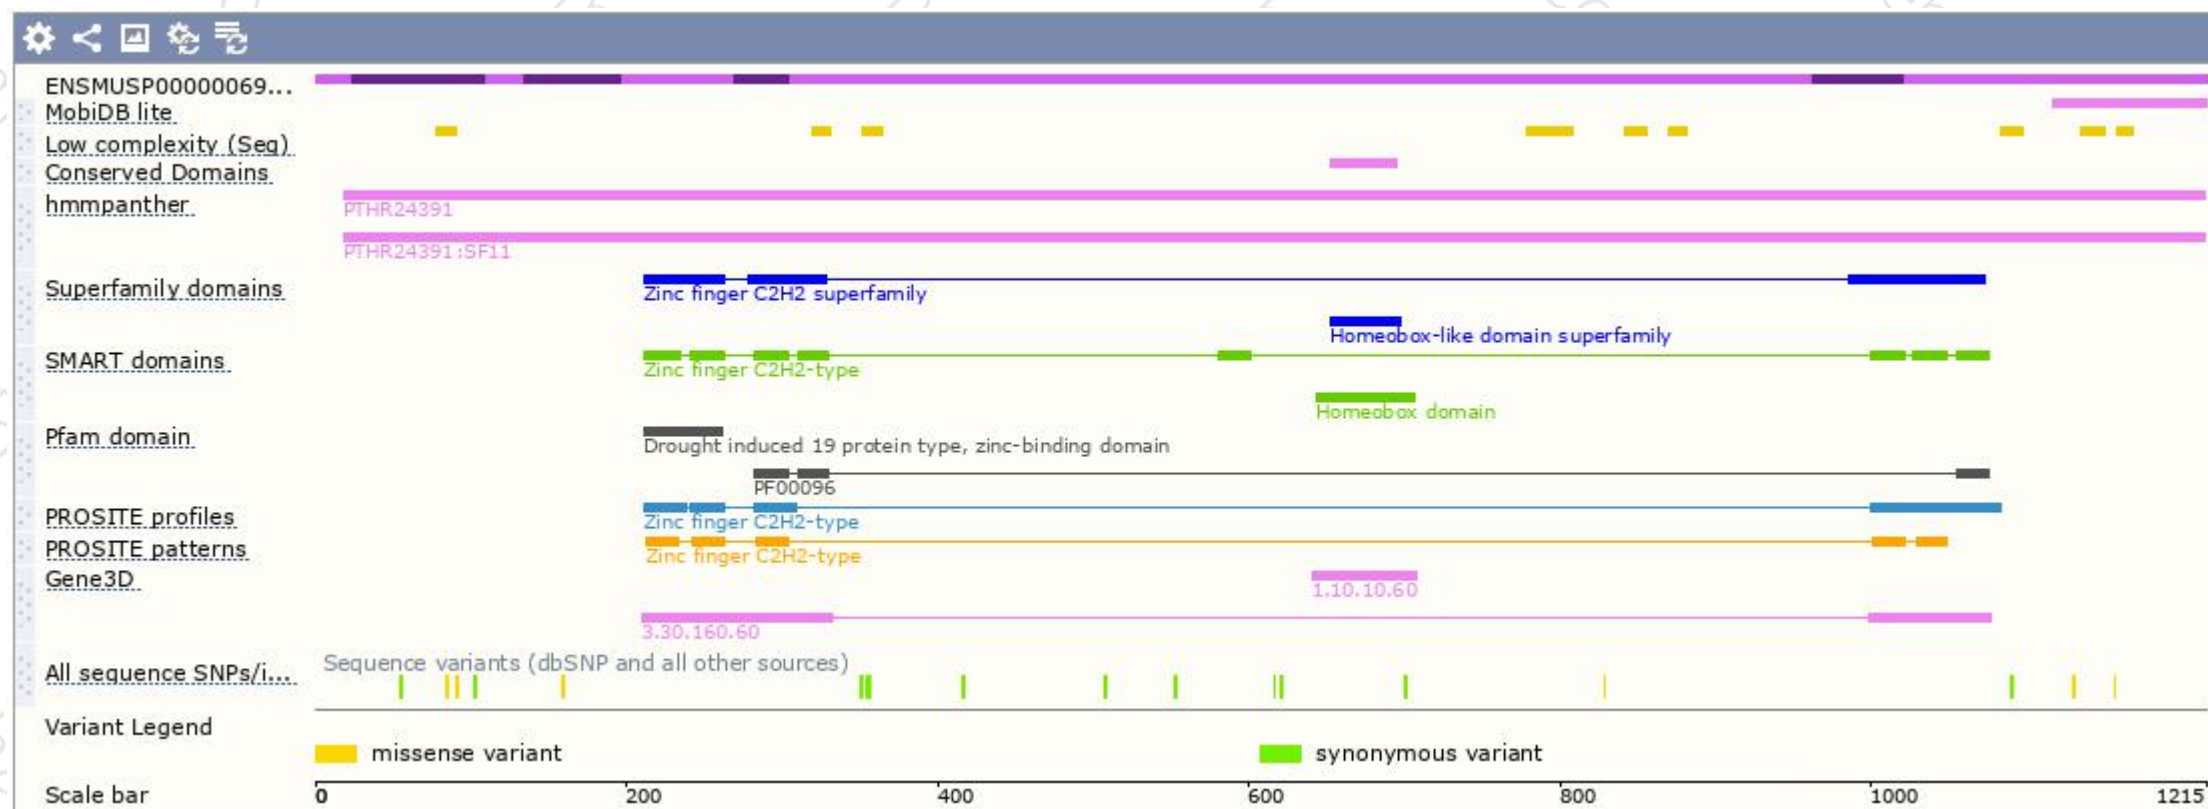 ENSMUSP00000069...
MobiDB lite
Low complexity (Seg)
Conserved Domains
hmmpanther
PTHR24391
PTHR24391:SF11
Superfamily domains
Zinc finger C2H2 superfamily
Homeobox-like domain superfamily
SMART domains
Zinc finger C2H2-type
Homeobox domain
Pfam domain
Drought induced 19 protein type, zinc-binding domain
PF00096
PROSITE profiles
Zinc finger C2H2-type
PROSITE patterns
Zinc finger C2H2-type
Gene3D
1.10.10.60
3.30.160.60
All sequence SNPs/i...
Sequence variants (dbSNP and all other sources)
Variant Legend
missense variant
synonymous variant
Scale bar
0 200 400 600 800 1000 1215